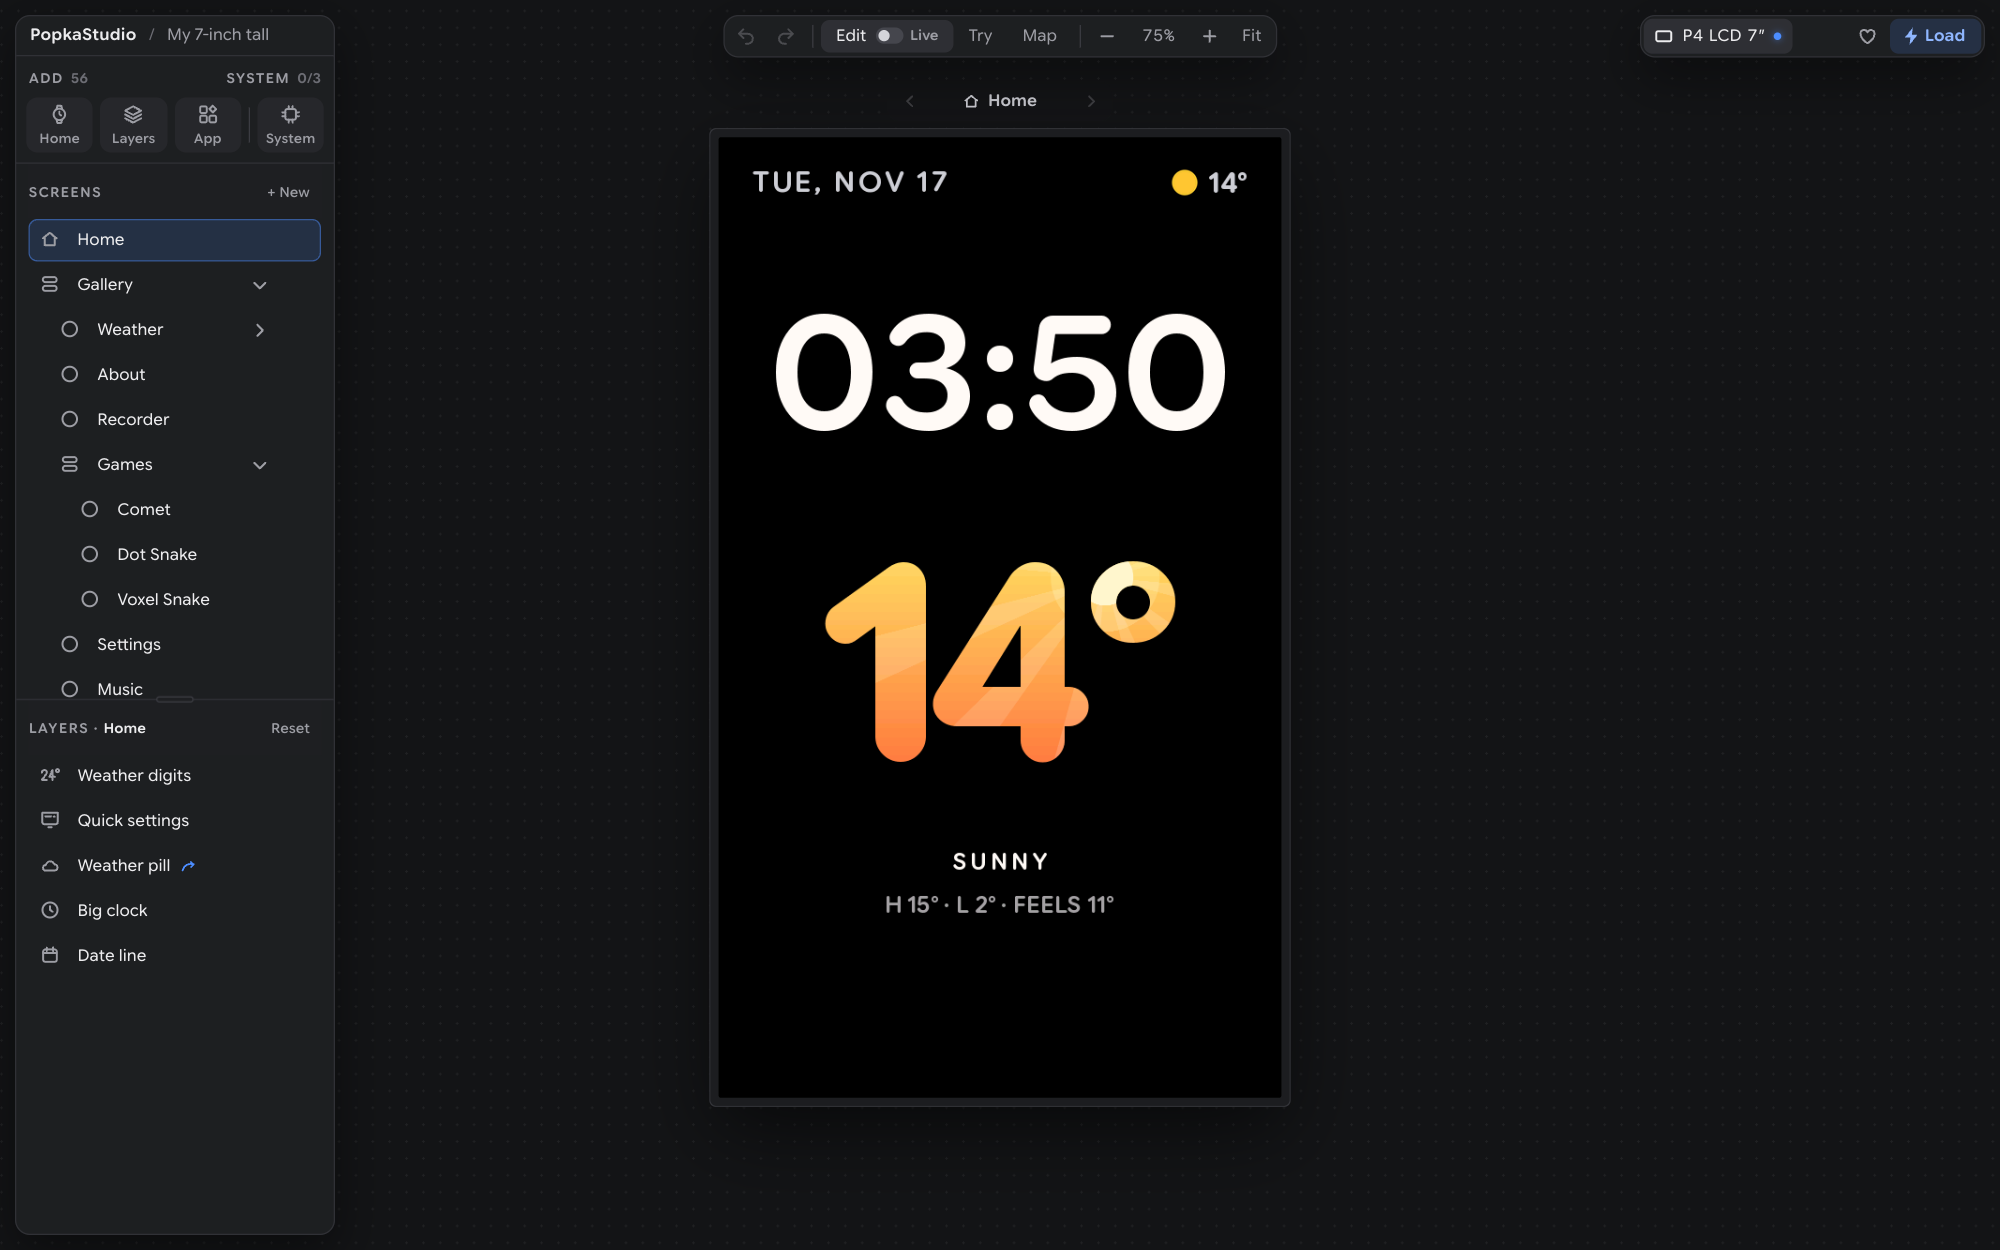 PopkaStudio / My 7-inch tall
ADD 56 SYSTEM 0/3
Home Layers App System
SCREENS + New
Home
Gallery
Weather
About
Recorder
Games
Comet
Dot Snake
Voxel Snake
Settings
Music
LAYERS · Home Reset
24° Weather digits
Quick settings
Weather pill
Big clock
Date line
Edit Live Try Map 75% Fit
Home
TUE, NOV 17 14°
03:50
14°
SUNNY
H 15° · L 2° · FEELS 11°
P4 LCD 7″ Load